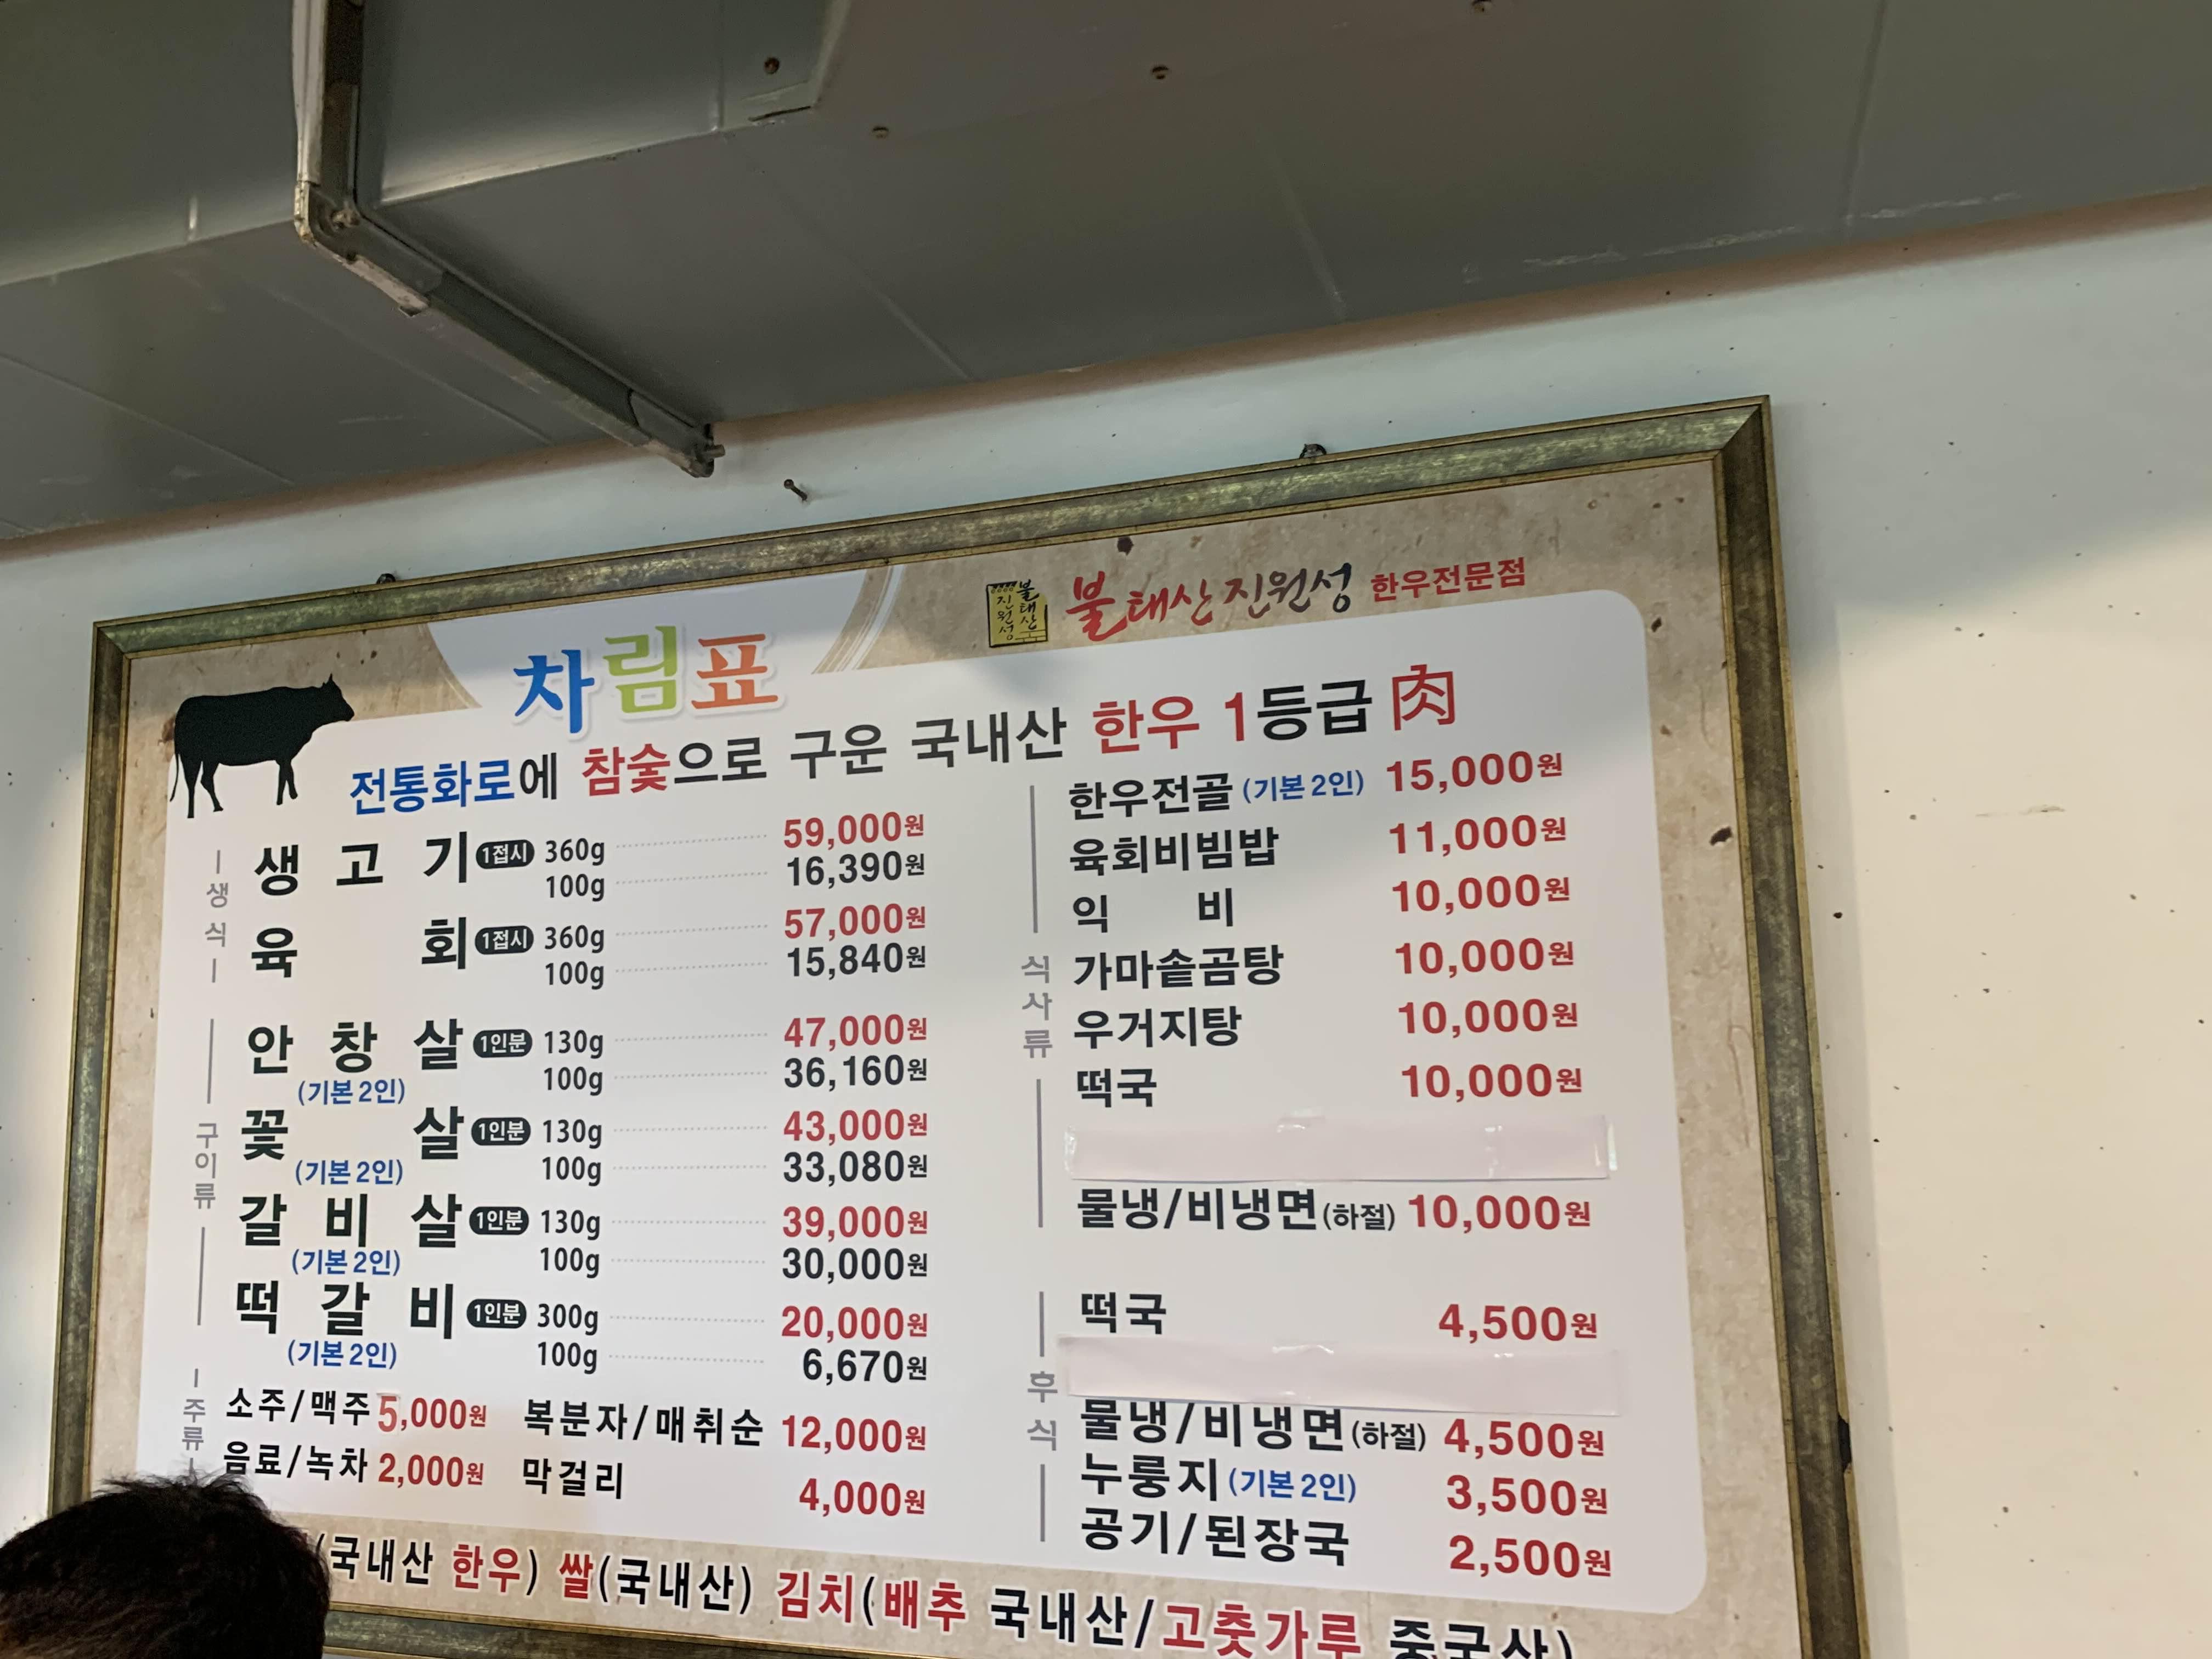 불태산 진원성
불태산진원성 한우전문점
차림표
전통화로에 참숯으로 구운 국내산 한우 1등급 肉
생식
생고기 1접시 360g 59,000원
100g 16,390원
육회 1접시 360g 57,000원
100g 15,840원
구이류
안창살 1인분 130g 47,000원
(기본2인) 100g 36,160원
꽃살 1인분 130g 43,000원
(기본2인) 100g 33,080원
갈비살 1인분 130g 39,000원
(기본2인) 100g 30,000원
떡갈비 1인분 300g 20,000원
(기본2인) 100g 6,670원
주류
소주/맥주 5,000원 복분자/매취순 12,000원
음료/녹차 2,000원 막걸리 4,000원
식사류
한우전골 (기본2인) 15,000원
육회비빔밥 11,000원
익비 10,000원
가마솥곰탕 10,000원
우거지탕 10,000원
떡국 10,000원
물냉/비냉면(하절) 10,000원
후식
떡국 4,500원
물냉/비냉면(하절) 4,500원
누룽지(기본2인) 3,500원
공기/된장국 2,500원
(국내산 한우) 쌀(국내산) 김치(배추 국내산/고춧가루 중국산)